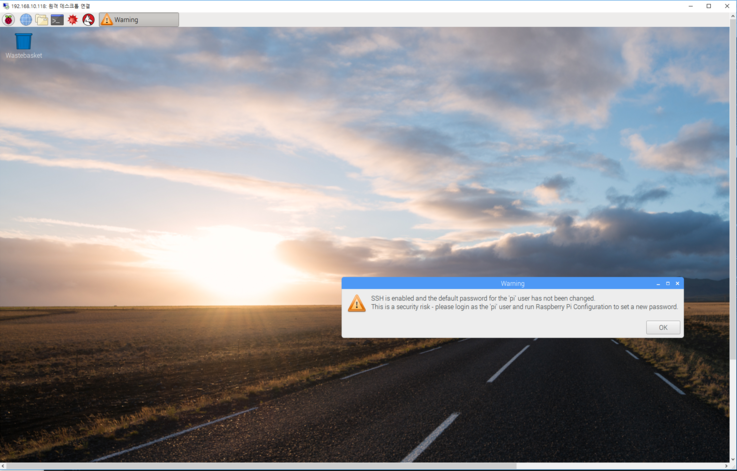 192.168.10.118: 원격 데스크톱 연결
Warning
Wastebasket
Warning
SSH is enabled and the default password for the 'pi' user has not been changed.
This is a security risk - please login as the 'pi' user and run Raspberry Pi Configuration to set a new password.
OK